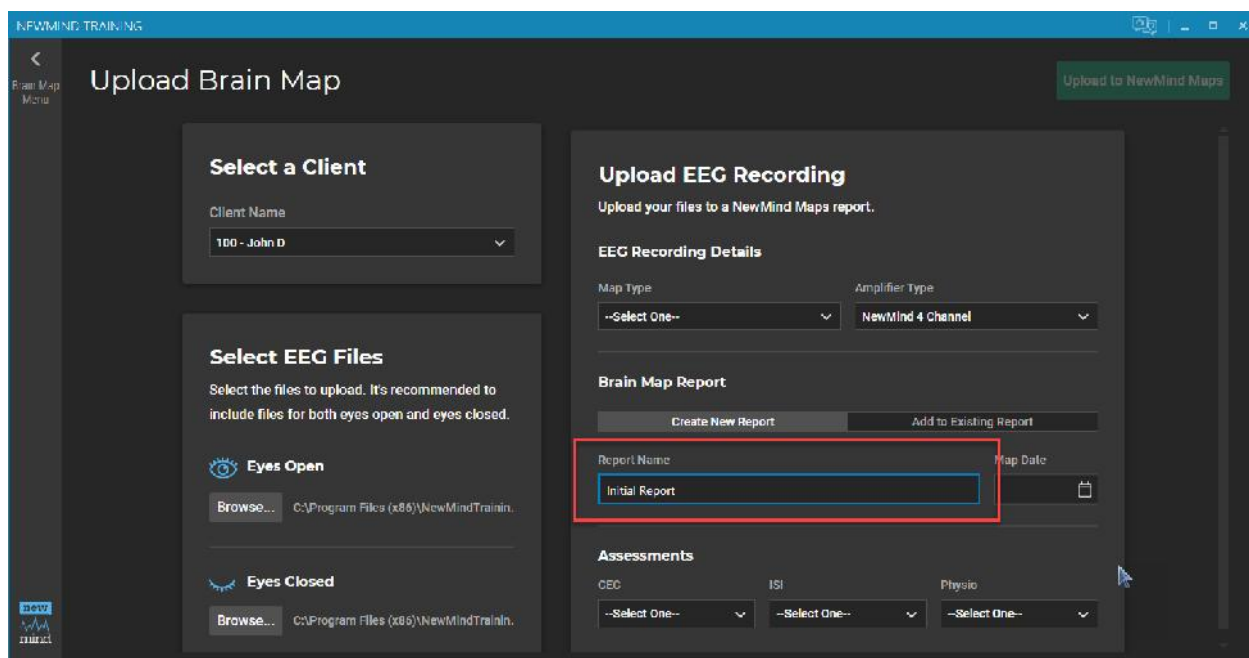 NEWMIND TRAINING
Brain Map
Menu
Upload Brain Map
Upload to NewMind Maps
Select a Client
Client Name
100 - John D
Select EEG Files
Select the files to upload. It's recommended to
include files for both eyes open and eyes closed.
Eyes Open
Browse... C:\Program Files (x86)\NewMindTrainin.
Eyes Closed
Browse... C:\Program Files (x86)\NewMindTrainin.
Upload EEG Recording
Upload your files to a NewMind Maps report.
EEG Recording Details
Map Type Amplifier Type
--Select One-- NewMind 4 Channel
Brain Map Report
Create New Report Add to Existing Report
Report Name Map Date
Initial Report
Assessments
CEC ISI Physio
--Select One-- --Select One-- --Select One--
new
mind